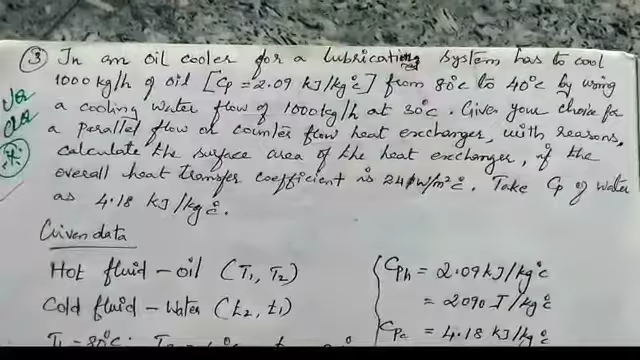 ③ In an oil cooler for a lubricating system has to cool
1000 kg/h of oil [Cp = 2.09 kJ/kg°c] from 80°c to 40°c by using
a cooling water flow of 1000 kg/h at 30°c. Given your choice for
a parallel flow or counter flow heat exchanger, with reasons,
calculate the surface area of the heat exchanger, if the
overall heat transfer coefficient is 24 w/m²°c. Take Cp of water
as 4.18 kJ/kg°c.
Given data
Hot fluid - oil (T₁, T₂)
Cold fluid - water (t₂, t₁)
Cph = 2.09 kJ/kg°c
= 2090 J/kg°c
Cpc = 4.18 kJ/kg°c
T₁ = 80°c;